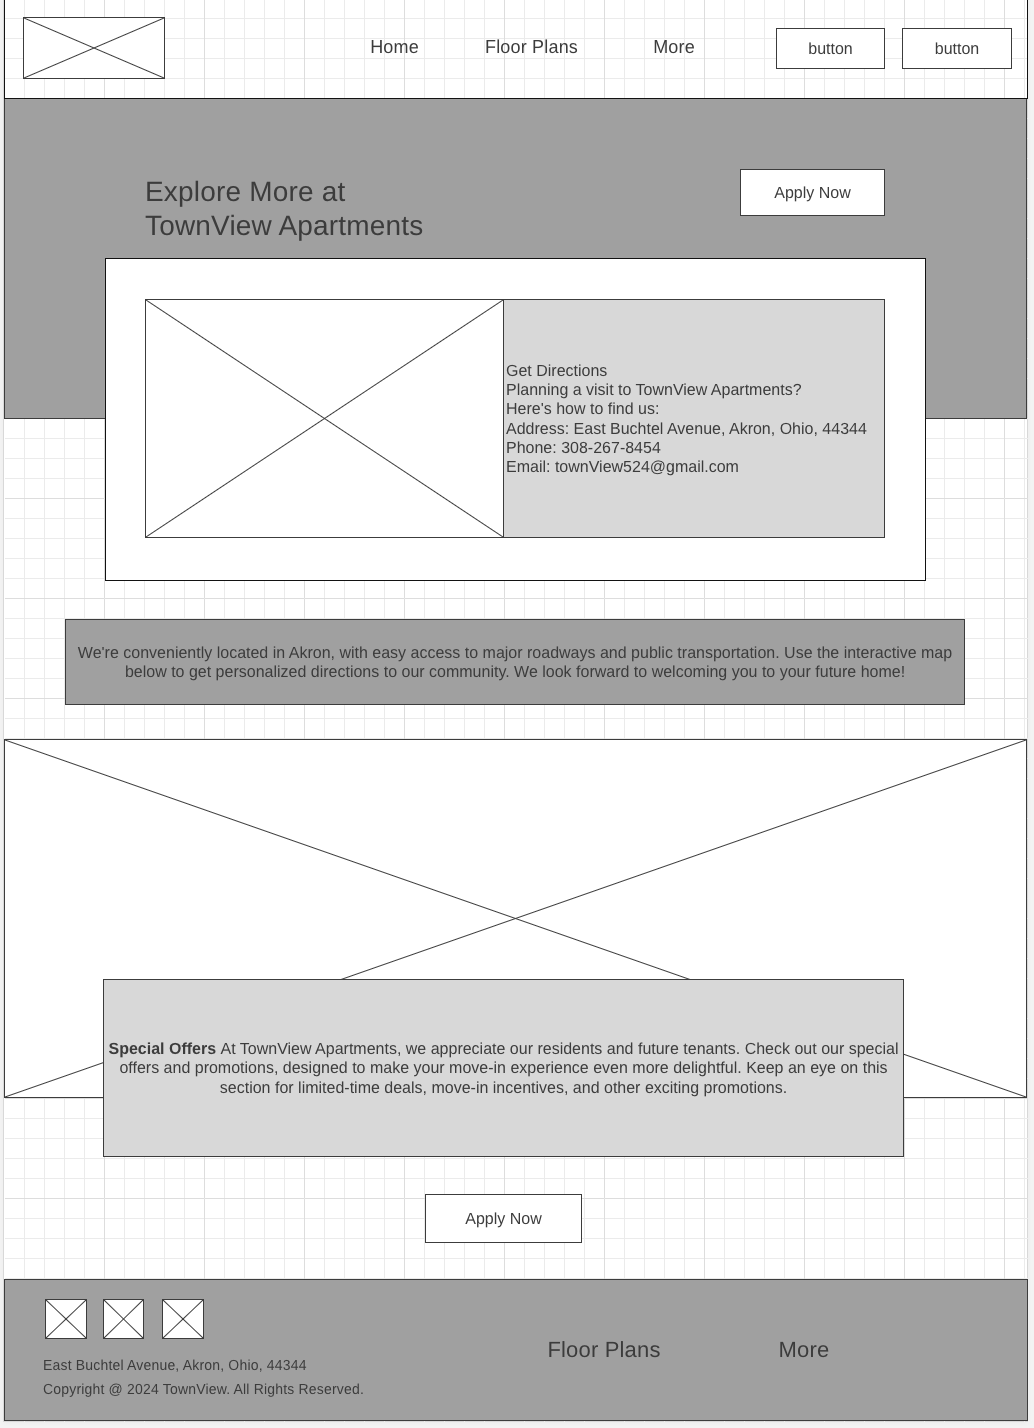 Home
Floor Plans
More
button
button
Explore More at
TownView Apartments
Apply Now
Get Directions
Planning a visit to TownView Apartments?
Here's how to find us:
Address: East Buchtel Avenue, Akron, Ohio, 44344
Phone: 308-267-8454
Email: townView524@gmail.com
We're conveniently located in Akron, with easy access to major roadways and public transportation. Use the interactive map
below to get personalized directions to our community. We look forward to welcoming you to your future home!
Special Offers At TownView Apartments, we appreciate our residents and future tenants. Check out our special
offers and promotions, designed to make your move-in experience even more delightful. Keep an eye on this
section for limited-time deals, move-in incentives, and other exciting promotions.
Apply Now
Floor Plans
More
East Buchtel Avenue, Akron, Ohio, 44344
Copyright @ 2024 TownView. All Rights Reserved.